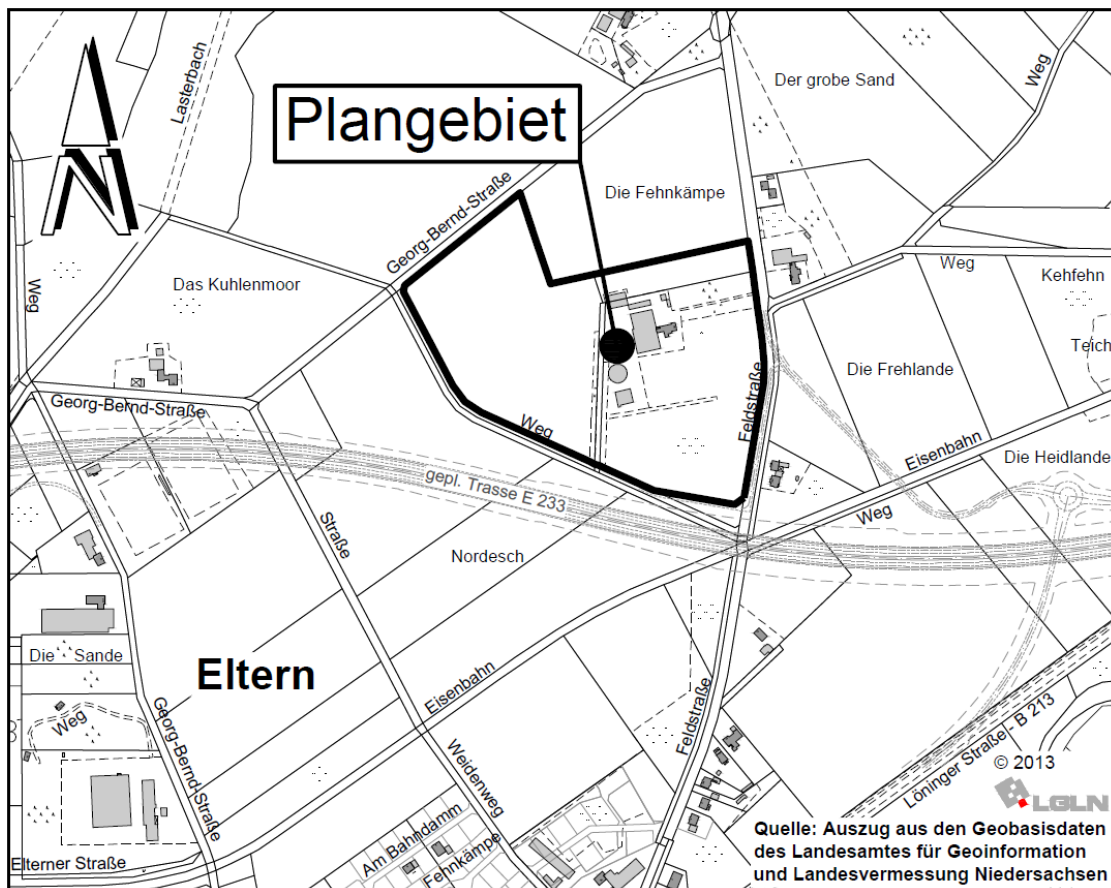 Lasterbach
Weg
Der grobe Sand
Plangebiet
N
Georg-Bernd-Straße
Die Fehnkämpe
Weg
Das Kuhlenmoor
Weg
Kehfehn
Teich
Die Frehlande
Georg-Bernd-Straße
Weg
Feldstraße
Eisenbahn
Die Heidlande
gepl. Trasse E 233
Weg
Straße
Nordesch
Die Sande
Eltern
Eisenbahn
Feldstraße
Weg
Georg-Bernd-Straße
Weidenweg
Löninger Straße - B 213
© 2013
LGLN
Am Bahndamm
Fehnkämpe
Elterner Straße
Quelle: Auszug aus den Geobasisdaten
des Landesamtes für Geoinformation
und Landesvermessung Niedersachsen